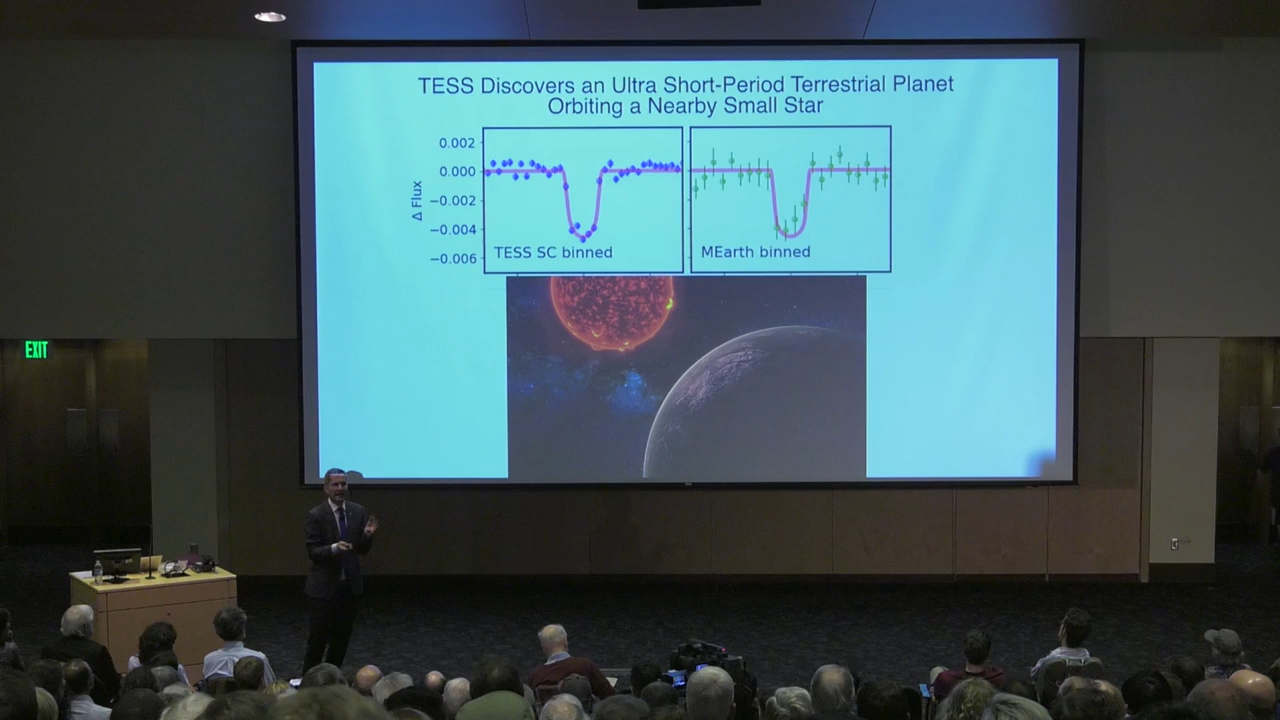 TESS Discovers an Ultra Short-Period Terrestrial Planet
Orbiting a Nearby Small Star
0.002
0.000
−0.002
−0.004
−0.006
Δ Flux
TESS SC binned
MEarth binned
EXIT